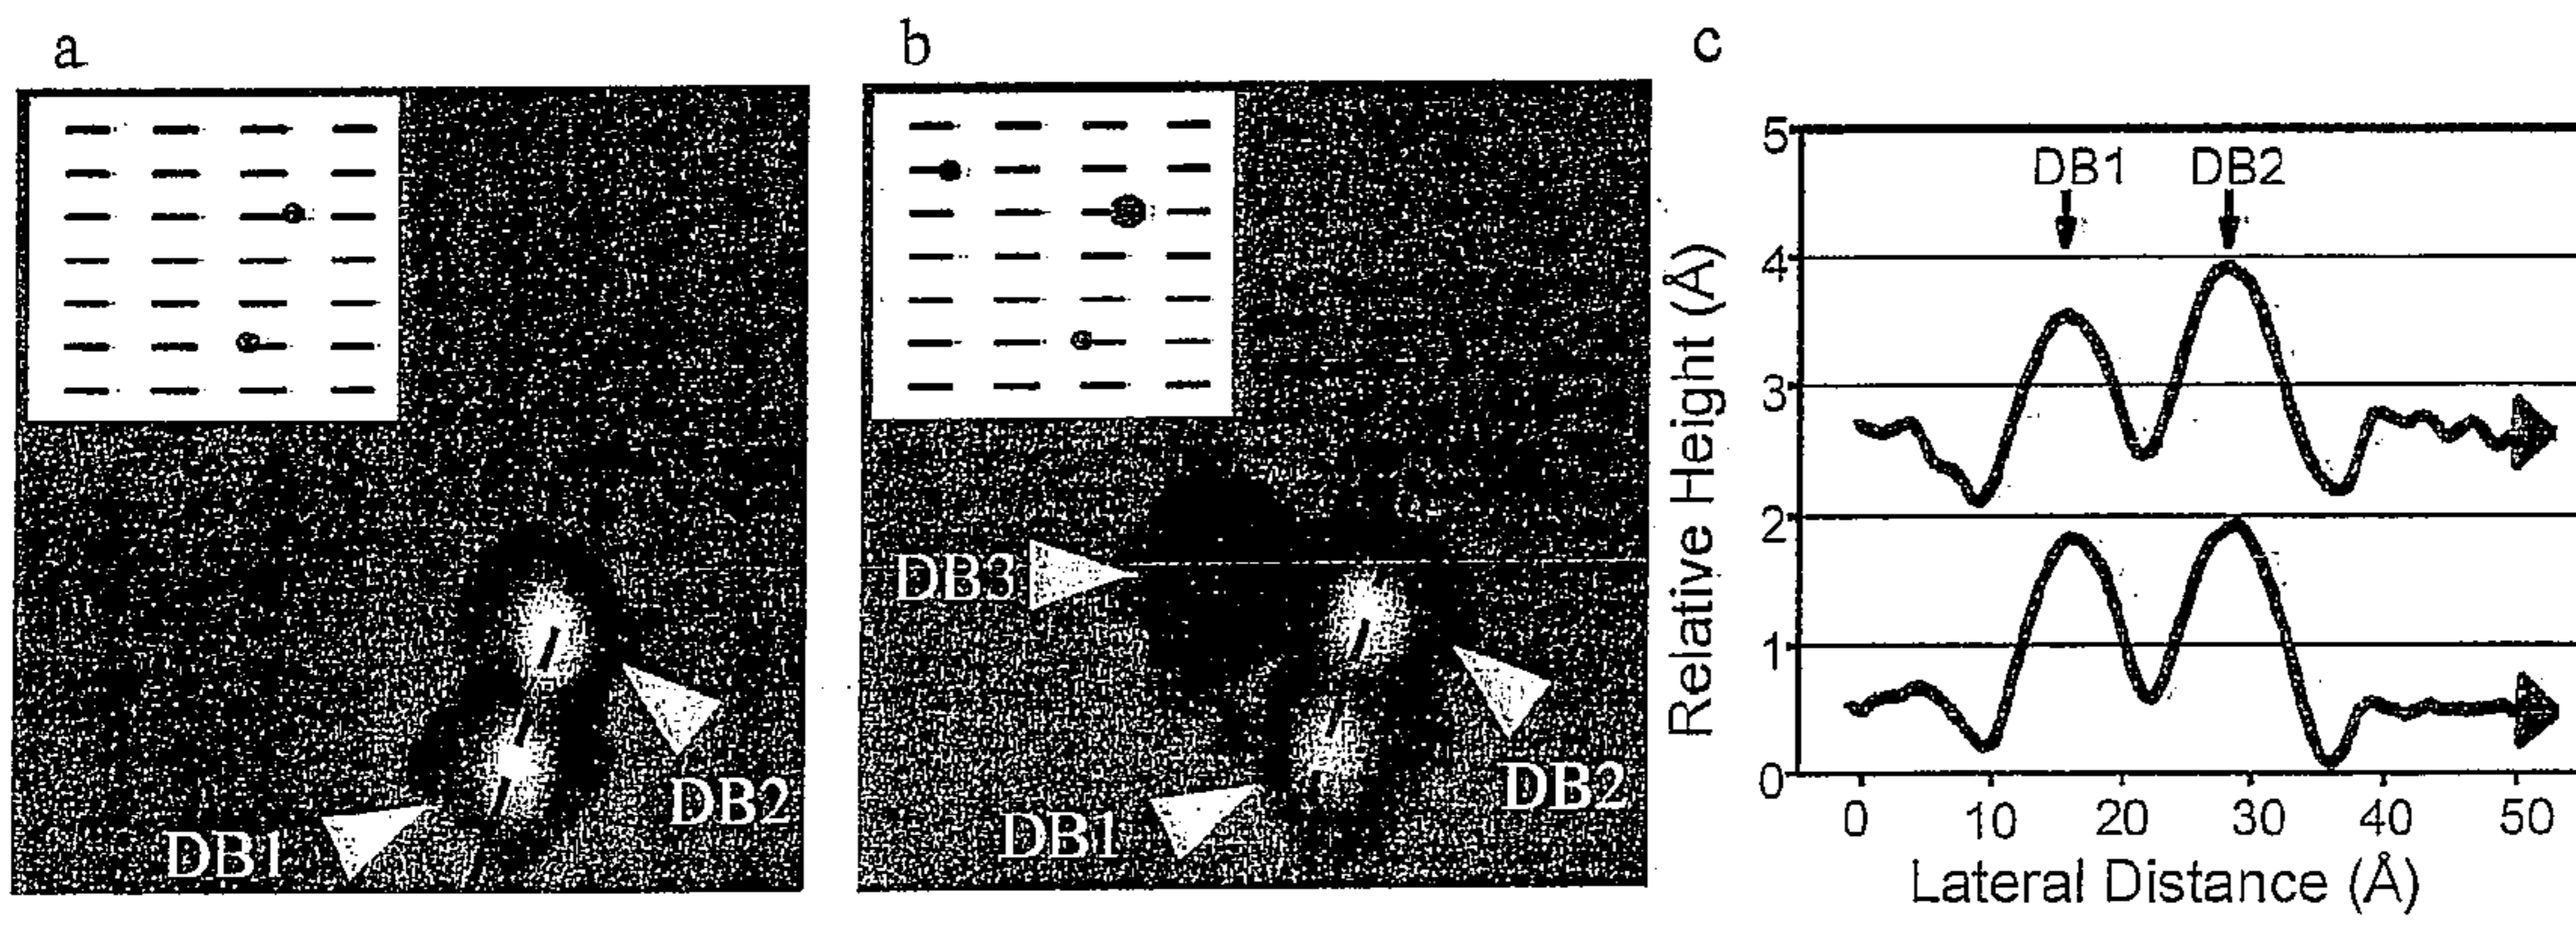 a
DB1
DB2
b
DB3
DB1
DB2
c
Relative Height (Å)
5
4
3
2
1
0
DB1
DB2
0 10 20 30 40 50
Lateral Distance (Å)